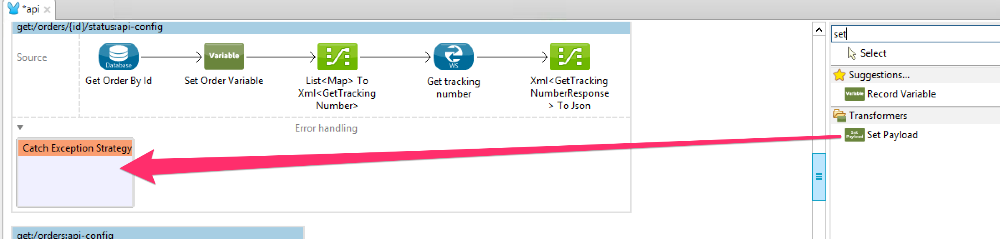 *api
get:/orders/{id}/status:api-config
Source
Database
Get Order By Id
Variable
Set Order Variable
List<Map> To
Xml<GetTracking
Number>
WS
Get tracking
number
Xml<GetTracking
NumberResponse
> To Json
Error handling
Catch Exception Strategy
get:/orders:api-config
set
Select
Suggestions...
Variable
Record Variable
Transformers
Set
Payload
Set Payload